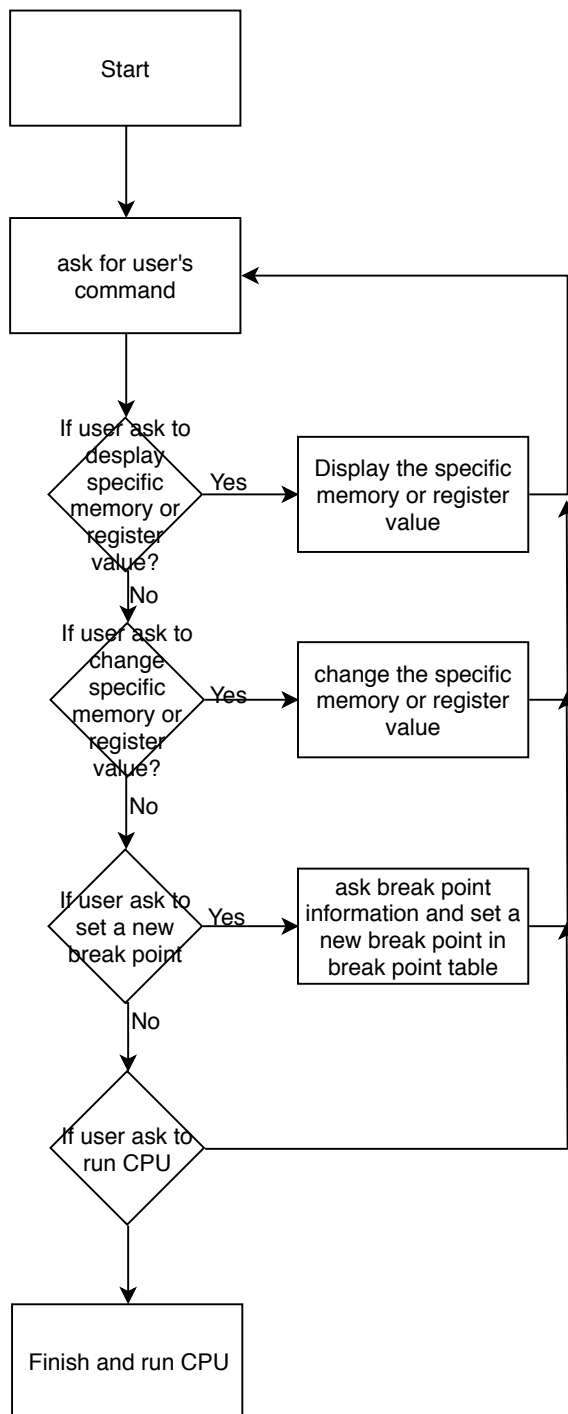 Start
ask for user's
command
If user ask to
desplay
specific
memory or
register
value?
Yes
Display the specific
memory or register
value
No
If user ask to
change
specific
memory or
register
value?
Yes
change the specific
memory or register
value
No
If user ask to
set a new
break point
Yes
ask break point
information and set a
new break point in
break point table
No
If user ask to
run CPU
Finish and run CPU